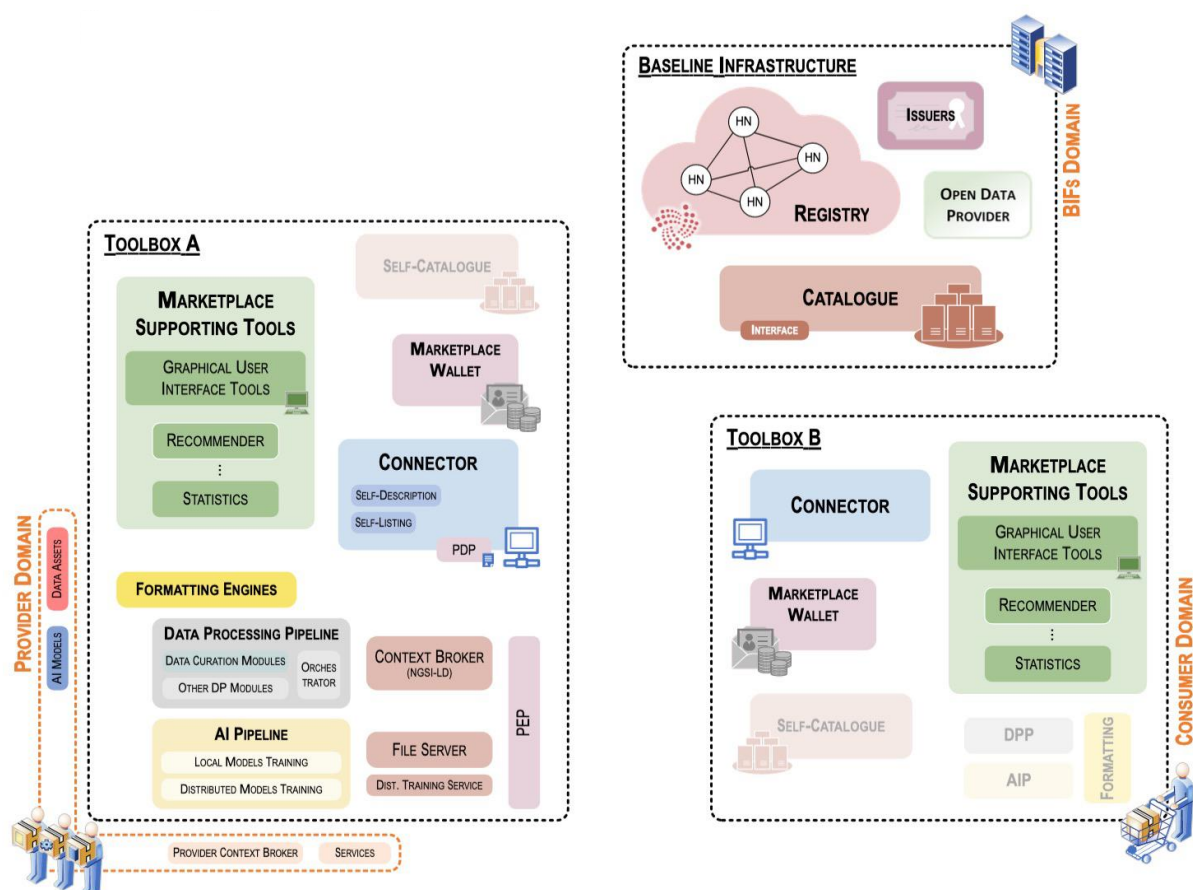 BASELINE INFRASTRUCTURE
HN
HN
HN
HN
REGISTRY
ISSUERS
OPEN DATA
PROVIDER
CATALOGUE
INTERFACE
BIFS DOMAIN
TOOLBOX A
MARKETPLACE
SUPPORTING TOOLS
GRAPHICAL USER
INTERFACE TOOLS
RECOMMENDER
⋮
STATISTICS
SELF-CATALOGUE
MARKETPLACE
WALLET
CONNECTOR
SELF-DESCRIPTION
SELF-LISTING
PDP
FORMATTING ENGINES
DATA PROCESSING PIPELINE
DATA CURATION MODULES
OTHER DP MODULES
ORCHES
TRATOR
CONTEXT BROKER
(NGSI-LD)
AI PIPELINE
LOCAL MODELS TRAINING
DISTRIBUTED MODELS TRAINING
FILE SERVER
DIST. TRAINING SERVICE
PEP
PROVIDER DOMAIN
DATA ASSETS
AI MODELS
PROVIDER CONTEXT BROKER
SERVICES
TOOLBOX B
CONNECTOR
MARKETPLACE
WALLET
SELF-CATALOGUE
MARKETPLACE
SUPPORTING TOOLS
GRAPHICAL USER
INTERFACE TOOLS
RECOMMENDER
⋮
STATISTICS
DPP
AIP
FORMATTING
CONSUMER DOMAIN